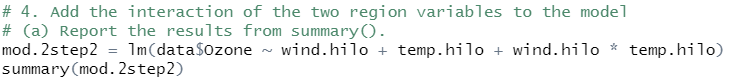 # 4. Add the interaction of the two region variables to the model
# (a) Report the results from summary().
mod.2step2 = lm(data$Ozone ~ wind.hilo + temp.hilo + wind.hilo * temp.hilo)
summary(mod.2step2)